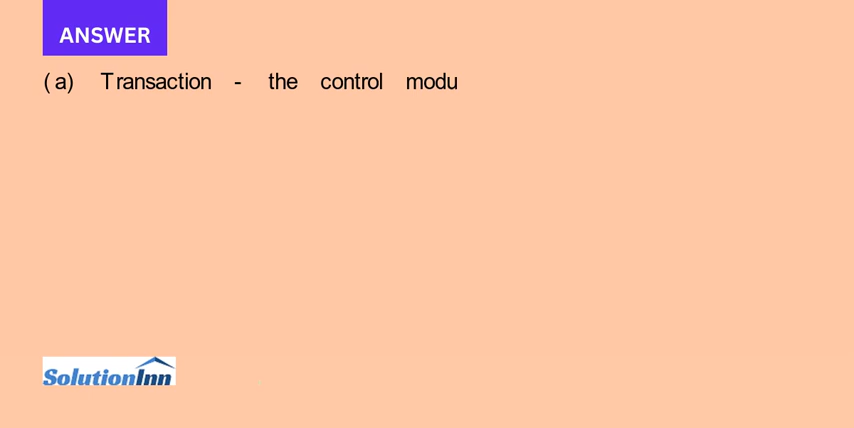 ANSWER
(a) Transaction - the control modu
SolutionInn